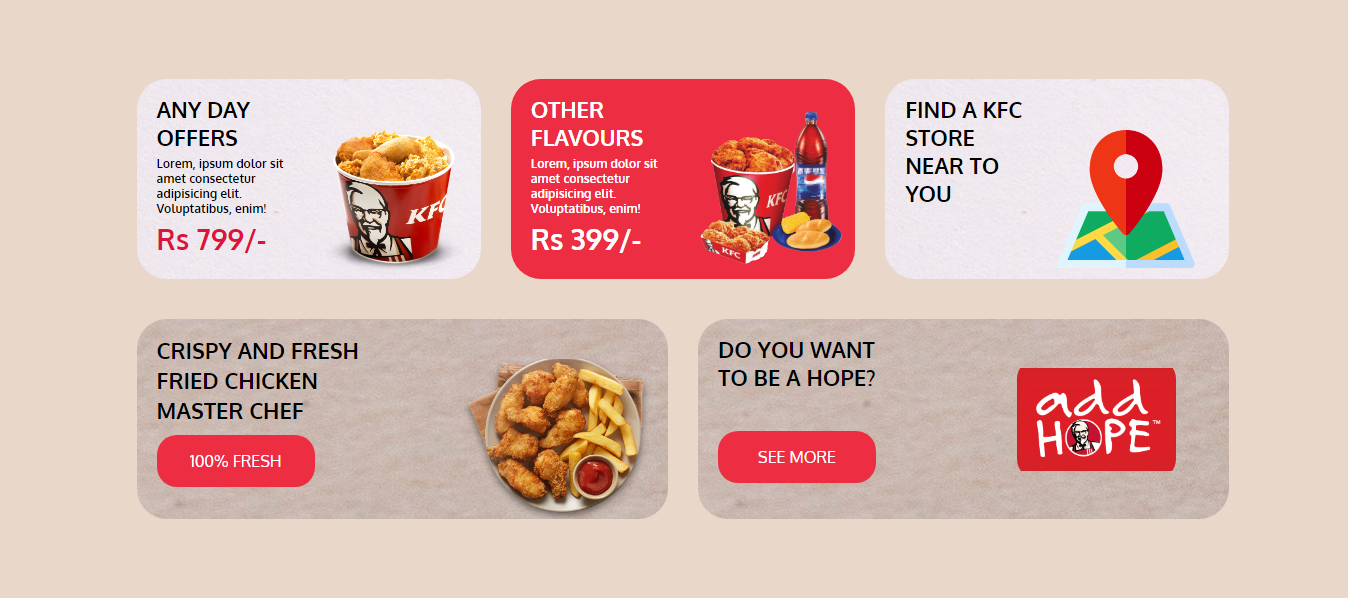 ANY DAY
OFFERS
Lorem, ipsum dolor sit
amet consectetur
adipisicing elit.
Voluptatibus, enim!
Rs 799/-
KFC
OTHER
FLAVOURS
Lorem, ipsum dolor sit
amet consectetur
adipisicing elit.
Voluptatibus, enim!
Rs 399/-
KFC
KFC
FIND A KFC
STORE
NEAR TO
YOU
CRISPY AND FRESH
FRIED CHICKEN
MASTER CHEF
100% FRESH
DO YOU WANT
TO BE A HOPE?
SEE MORE
add
HOPE™